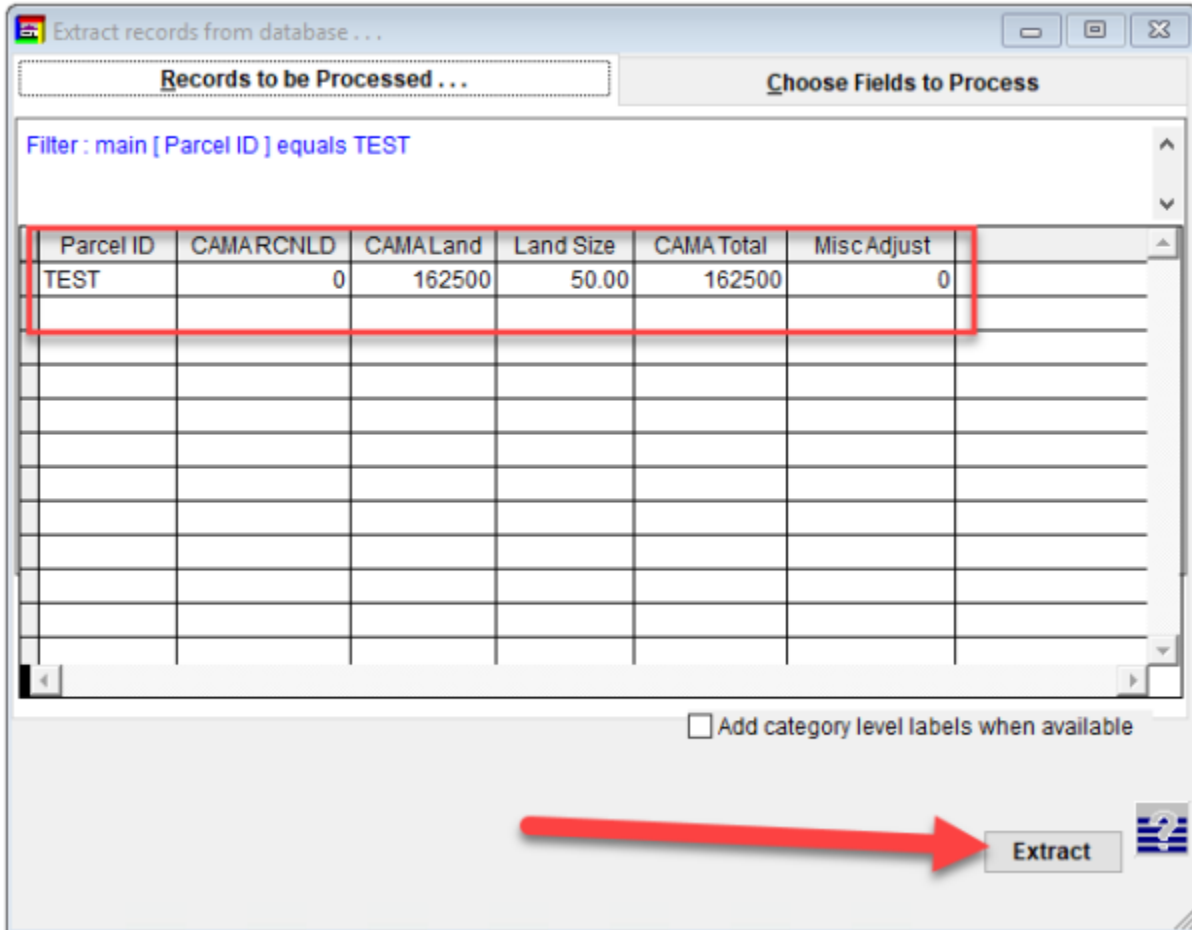 Extract records from database . . .
Records to be Processed . . . Choose Fields to Process
Filter : main [ Parcel ID ] equals TEST
Parcel ID CAMA RCNLD CAMA Land Land Size CAMA Total Misc Adjust
TEST 0 162500 50.00 162500 0
Add category level labels when available
Extract
?